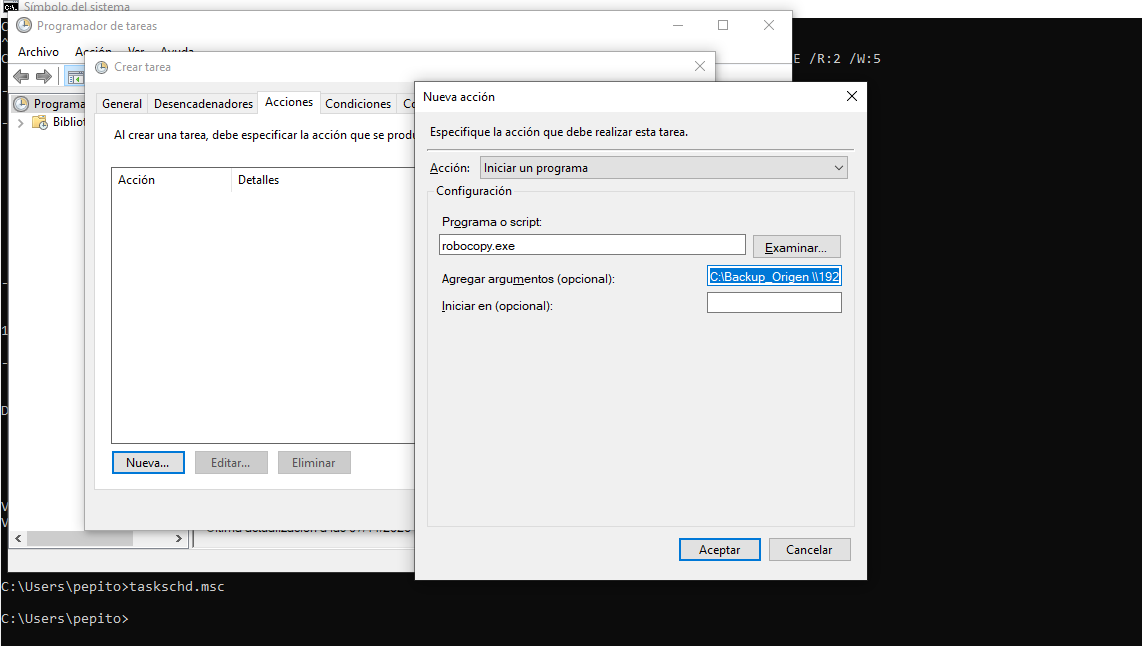 Símbolo del sistema
Programador de tareas
Archivo Acción Ver Ayuda
E /R:2 /W:5
Crear tarea
Programa
Bibliot
General Desencadenadores Acciones Condiciones Co
Al crear una tarea, debe especificar la acción que se produ
Acción Detalles
Nueva... Editar... Eliminar
Nueva acción
Especifique la acción que debe realizar esta tarea.
Acción: Iniciar un programa
Configuración
Programa o script:
robocopy.exe Examinar...
Agregar argumentos (opcional): C:\Backup_Origen \\192
Iniciar en (opcional):
Aceptar Cancelar
C:\Users\pepito>taskschd.msc
C:\Users\pepito>